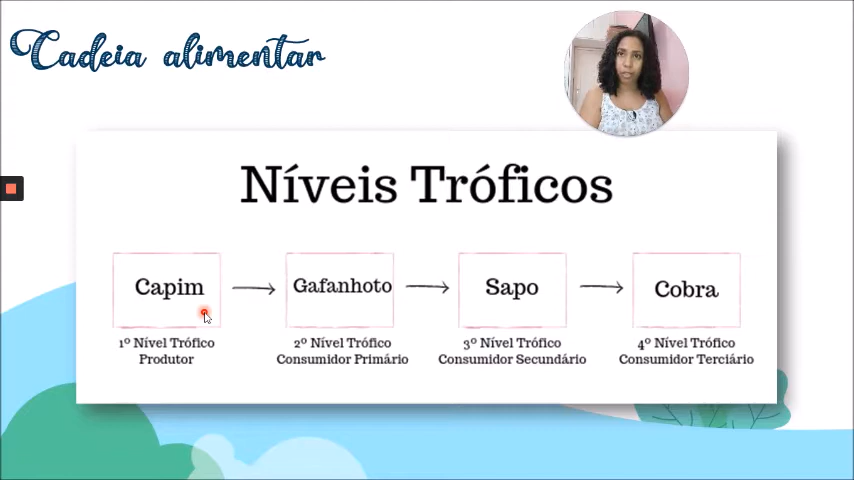 Cadeia alimentar
Níveis Tróficos
Capim
Gafanhoto
Sapo
Cobra
1º Nível Trófico
Produtor
2º Nível Trófico
Consumidor Primário
3º Nível Trófico
Consumidor Secundário
4º Nível Trófico
Consumidor Terciário